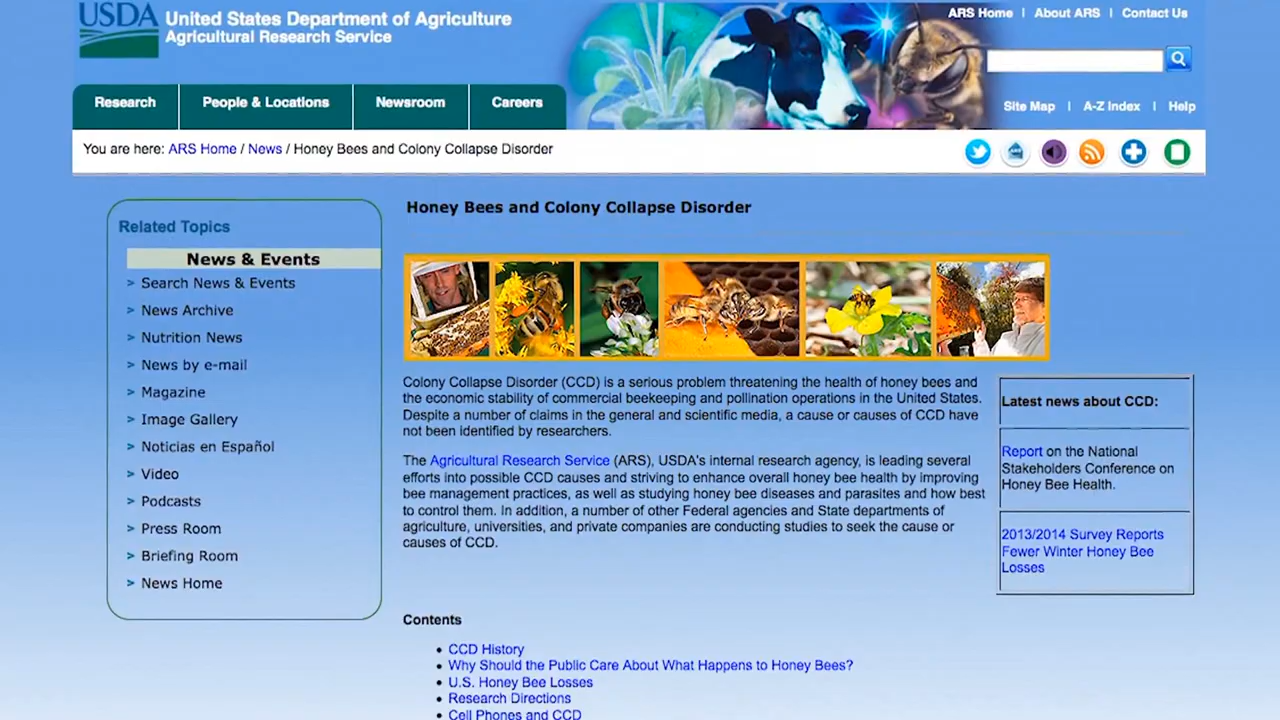 USDA
United States Department of Agriculture
Agricultural Research Service
ARS Home | About ARS | Contact Us
Research
People & Locations
Newsroom
Careers
Site Map | A-Z Index | Help
You are here: ARS Home / News / Honey Bees and Colony Collapse Disorder
Related Topics
News & Events
> Search News & Events
> News Archive
> Nutrition News
> News by e-mail
> Magazine
> Image Gallery
> Noticias en Español
> Video
> Podcasts
> Press Room
> Briefing Room
> News Home
Honey Bees and Colony Collapse Disorder
Colony Collapse Disorder (CCD) is a serious problem threatening the health of honey bees and
the economic stability of commercial beekeeping and pollination operations in the United States.
Despite a number of claims in the general and scientific media, a cause or causes of CCD have
not been identified by researchers.
The Agricultural Research Service (ARS), USDA's internal research agency, is leading several
efforts into possible CCD causes and striving to enhance overall honey bee health by improving
bee management practices, as well as studying honey bee diseases and parasites and how best
to control them. In addition, a number of other Federal agencies and State departments of
agriculture, universities, and private companies are conducting studies to seek the cause or
causes of CCD.
Latest news about CCD:
Report on the National
Stakeholders Conference on
Honey Bee Health.
2013/2014 Survey Reports
Fewer Winter Honey Bee
Losses
Contents
• CCD History
• Why Should the Public Care About What Happens to Honey Bees?
• U.S. Honey Bee Losses
• Research Directions
• Cell Phones and CCD